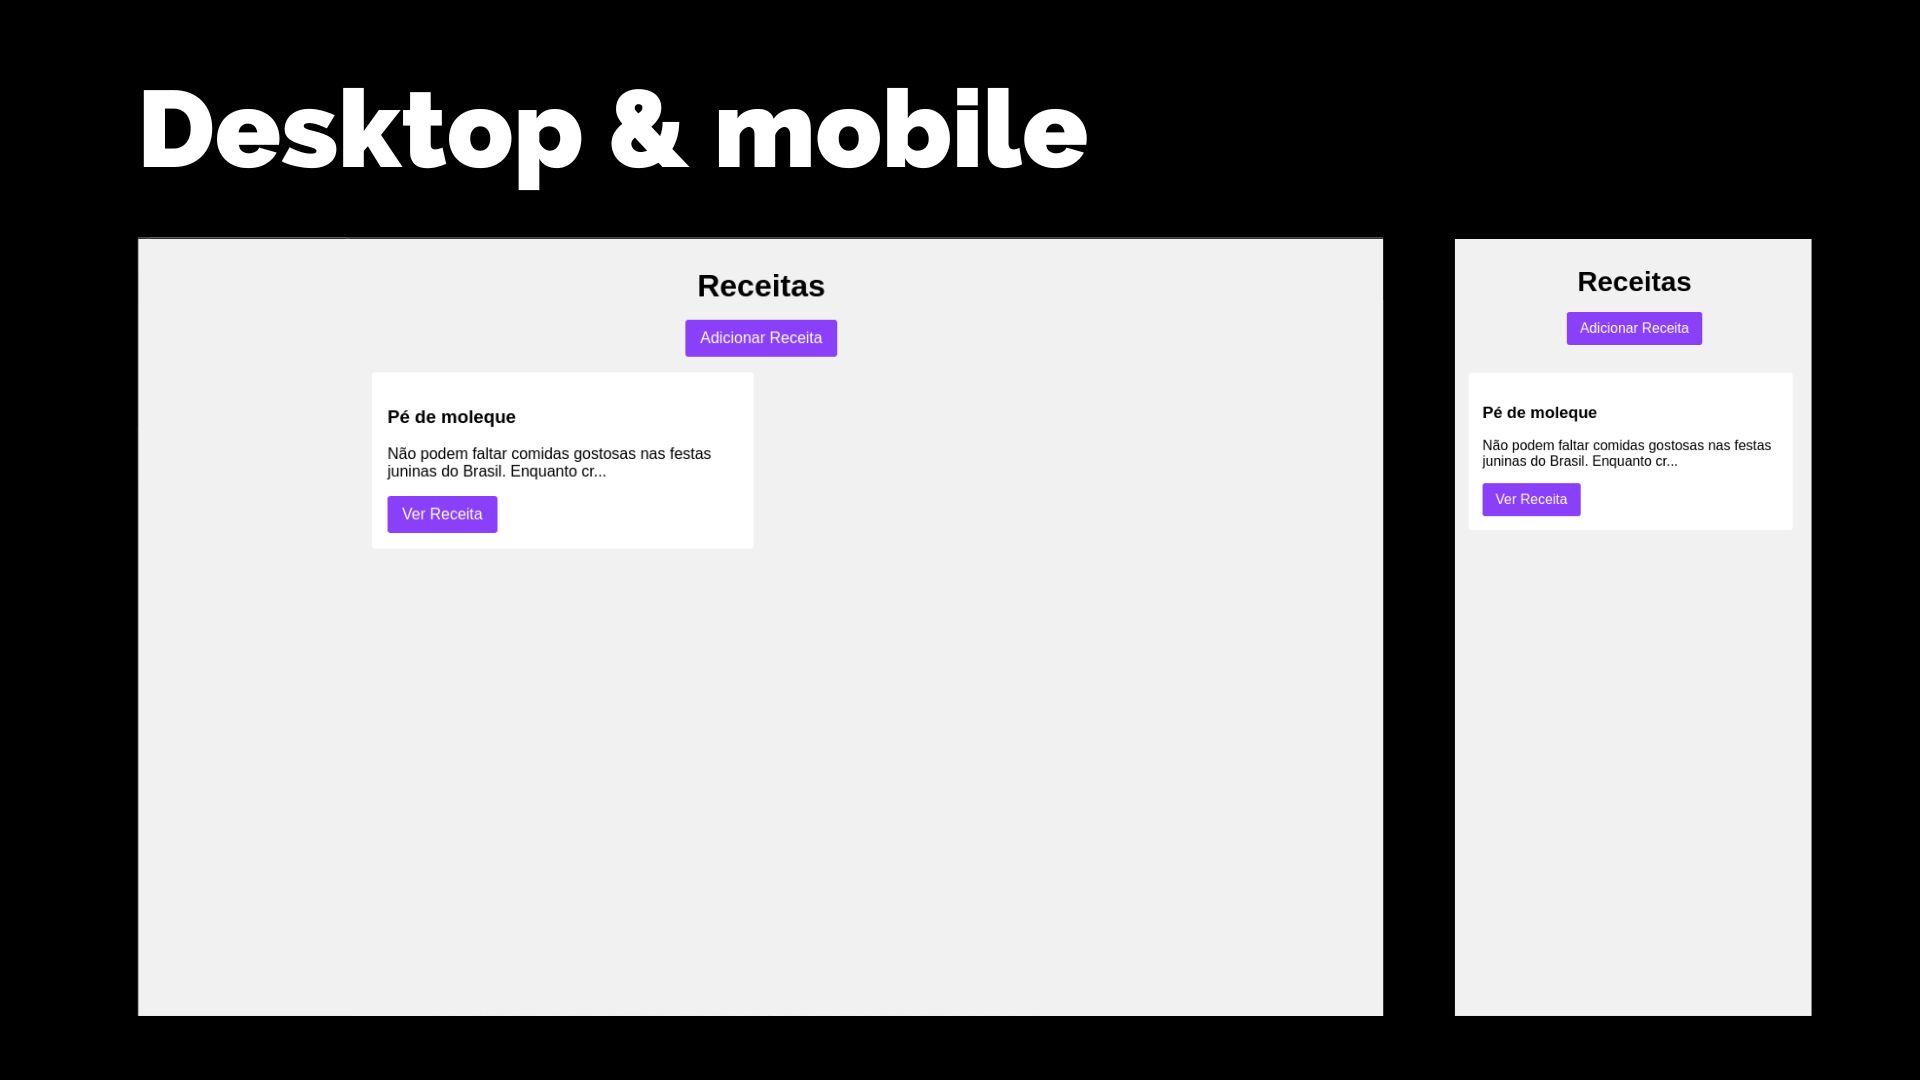 Desktop & mobile
Receitas
Adicionar Receita
Pé de moleque
Não podem faltar comidas gostosas nas festas
juninas do Brasil. Enquanto cr...
Ver Receita
Receitas
Adicionar Receita
Pé de moleque
Não podem faltar comidas gostosas nas festas
juninas do Brasil. Enquanto cr...
Ver Receita